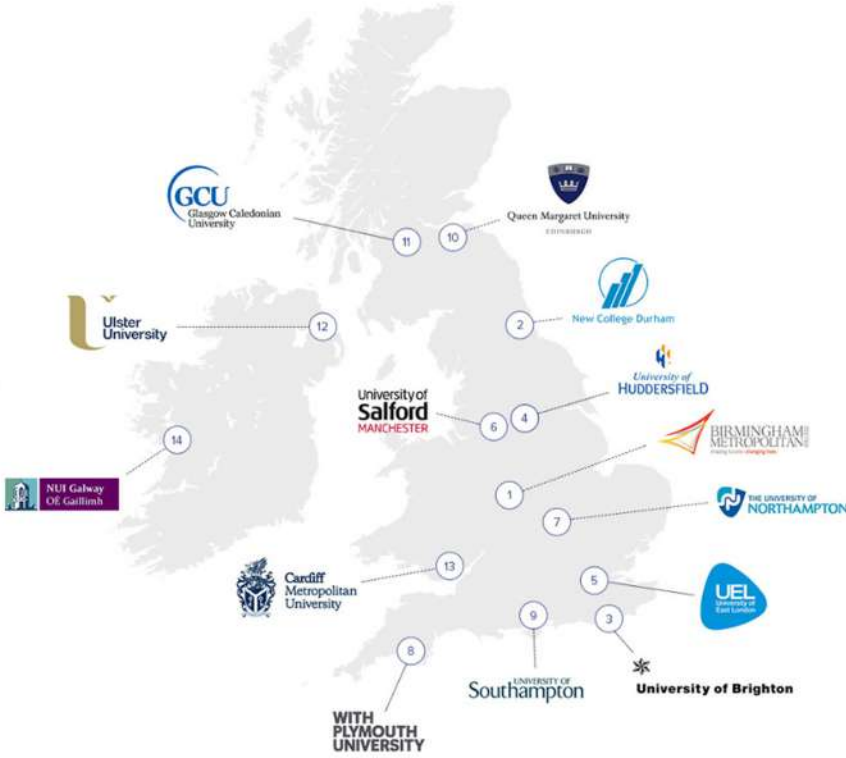 GCU
Glasgow Caledonian
University
11
10
Queen Margaret University
EDINBURGH
Ulster
University
12
2
New College Durham
University of
HUDDERSFIELD
University of
Salford
MANCHESTER
6
4
BIRMINGHAM
METROPOLITAN
14
NUI Galway
OÉ Gaillimh
1
7
THE UNIVERSITY OF
NORTHAMPTON
Cardiff
Metropolitan
University
13
5
UEL
University of
East London
9
3
8
UNIVERSITY OF
Southampton
University of Brighton
WITH
PLYMOUTH
UNIVERSITY